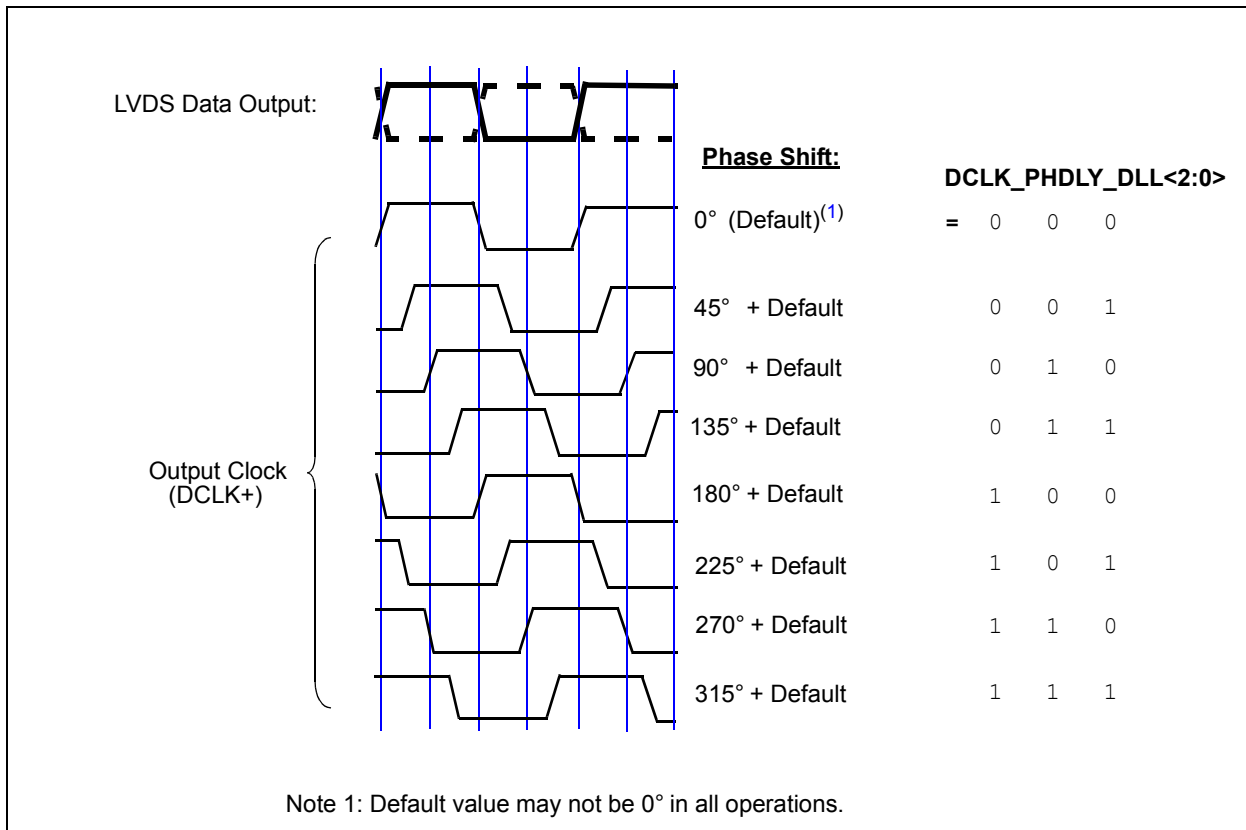 LVDS Data Output:
Phase Shift:
DCLK_PHDLY_DLL<2:0>
0° (Default)(1) = 0 0 0
45° + Default 0 0 1
90° + Default 0 1 0
135° + Default 0 1 1
Output Clock
(DCLK+)
180° + Default 1 0 0
225° + Default 1 0 1
270° + Default 1 1 0
315° + Default 1 1 1
Note 1: Default value may not be 0° in all operations.